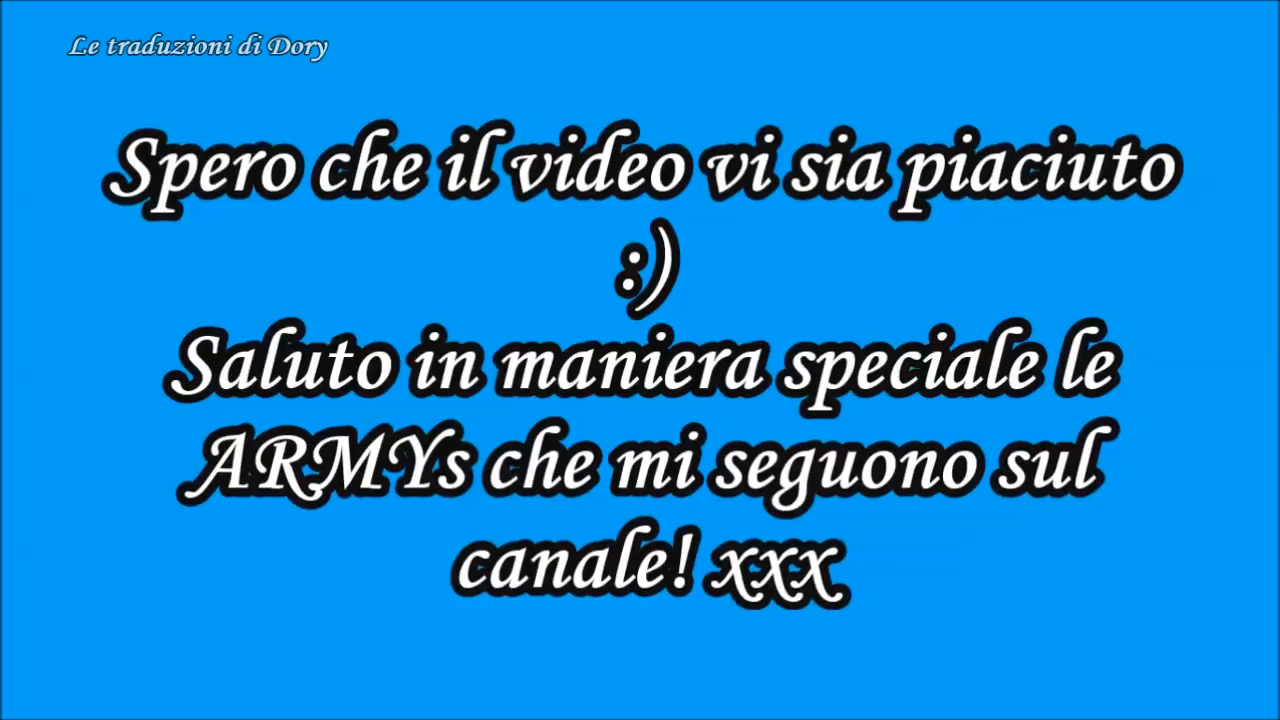 Le traduzioni di Dory
Spero che il video vi sia piaciuto
:)
Saluto in maniera speciale le
ARMYs che mi seguono sul
canale! xxx